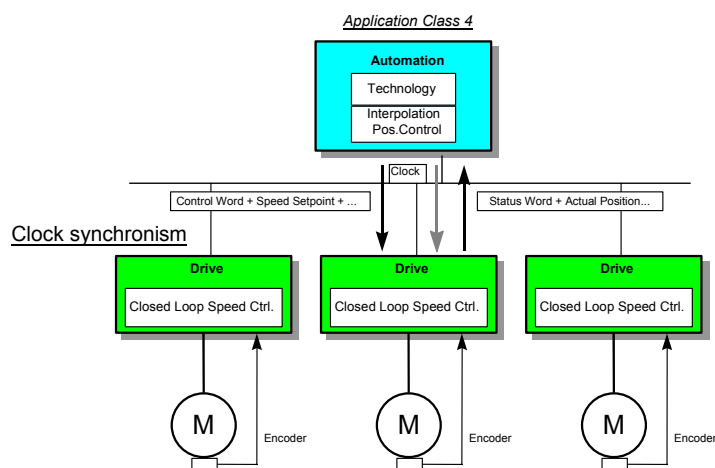 Application Class 4
Automation
Technology
Interpolation
Pos.Control
Clock
Control Word + Speed Setpoint + ...
Status Word + Actual Position...
Clock synchronism
Drive
Drive
Drive
Closed Loop Speed Ctrl.
Closed Loop Speed Ctrl.
Closed Loop Speed Ctrl.
M
M
M
Encoder
Encoder
Encoder